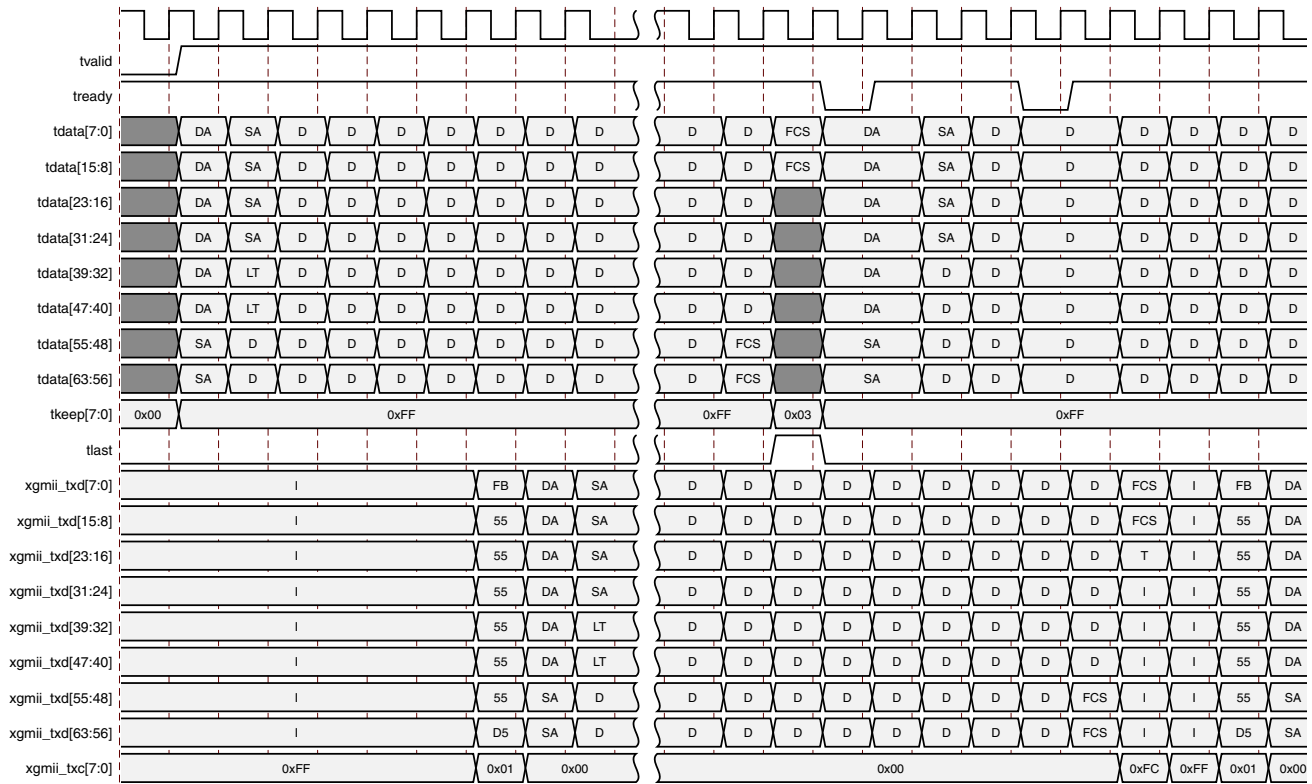 tvalid
tready
tdata[7:0] DA SA D D D D D D D D D FCS DA SA D D D D D D
tdata[15:8] DA SA D D D D D D D D D FCS DA SA D D D D D D
tdata[23:16] DA SA D D D D D D D D D DA SA D D D D D D
tdata[31:24] DA SA D D D D D D D D D DA SA D D D D D D
tdata[39:32] DA LT D D D D D D D D D DA D D D D D D D
tdata[47:40] DA LT D D D D D D D D D DA D D D D D D D
tdata[55:48] SA D D D D D D D D D FCS SA D D D D D D D
tdata[63:56] SA D D D D D D D D D FCS SA D D D D D D D
tkeep[7:0] 0x00 0xFF 0xFF 0x03 0xFF
tlast
xgmii_txd[7:0] I FB DA SA D D D D D D D D D FCS I FB DA
xgmii_txd[15:8] I 55 DA SA D D D D D D D D D FCS I 55 DA
xgmii_txd[23:16] I 55 DA SA D D D D D D D D D T I 55 DA
xgmii_txd[31:24] I 55 DA SA D D D D D D D D D I I 55 DA
xgmii_txd[39:32] I 55 DA LT D D D D D D D D D I I 55 DA
xgmii_txd[47:40] I 55 DA LT D D D D D D D D D I I 55 DA
xgmii_txd[55:48] I 55 SA D D D D D D D D D FCS I I 55 SA
xgmii_txd[63:56] I D5 SA D D D D D D D D D FCS I I D5 SA
xgmii_txc[7:0] 0xFF 0x01 0x00 0x00 0xFC 0xFF 0x01 0x00